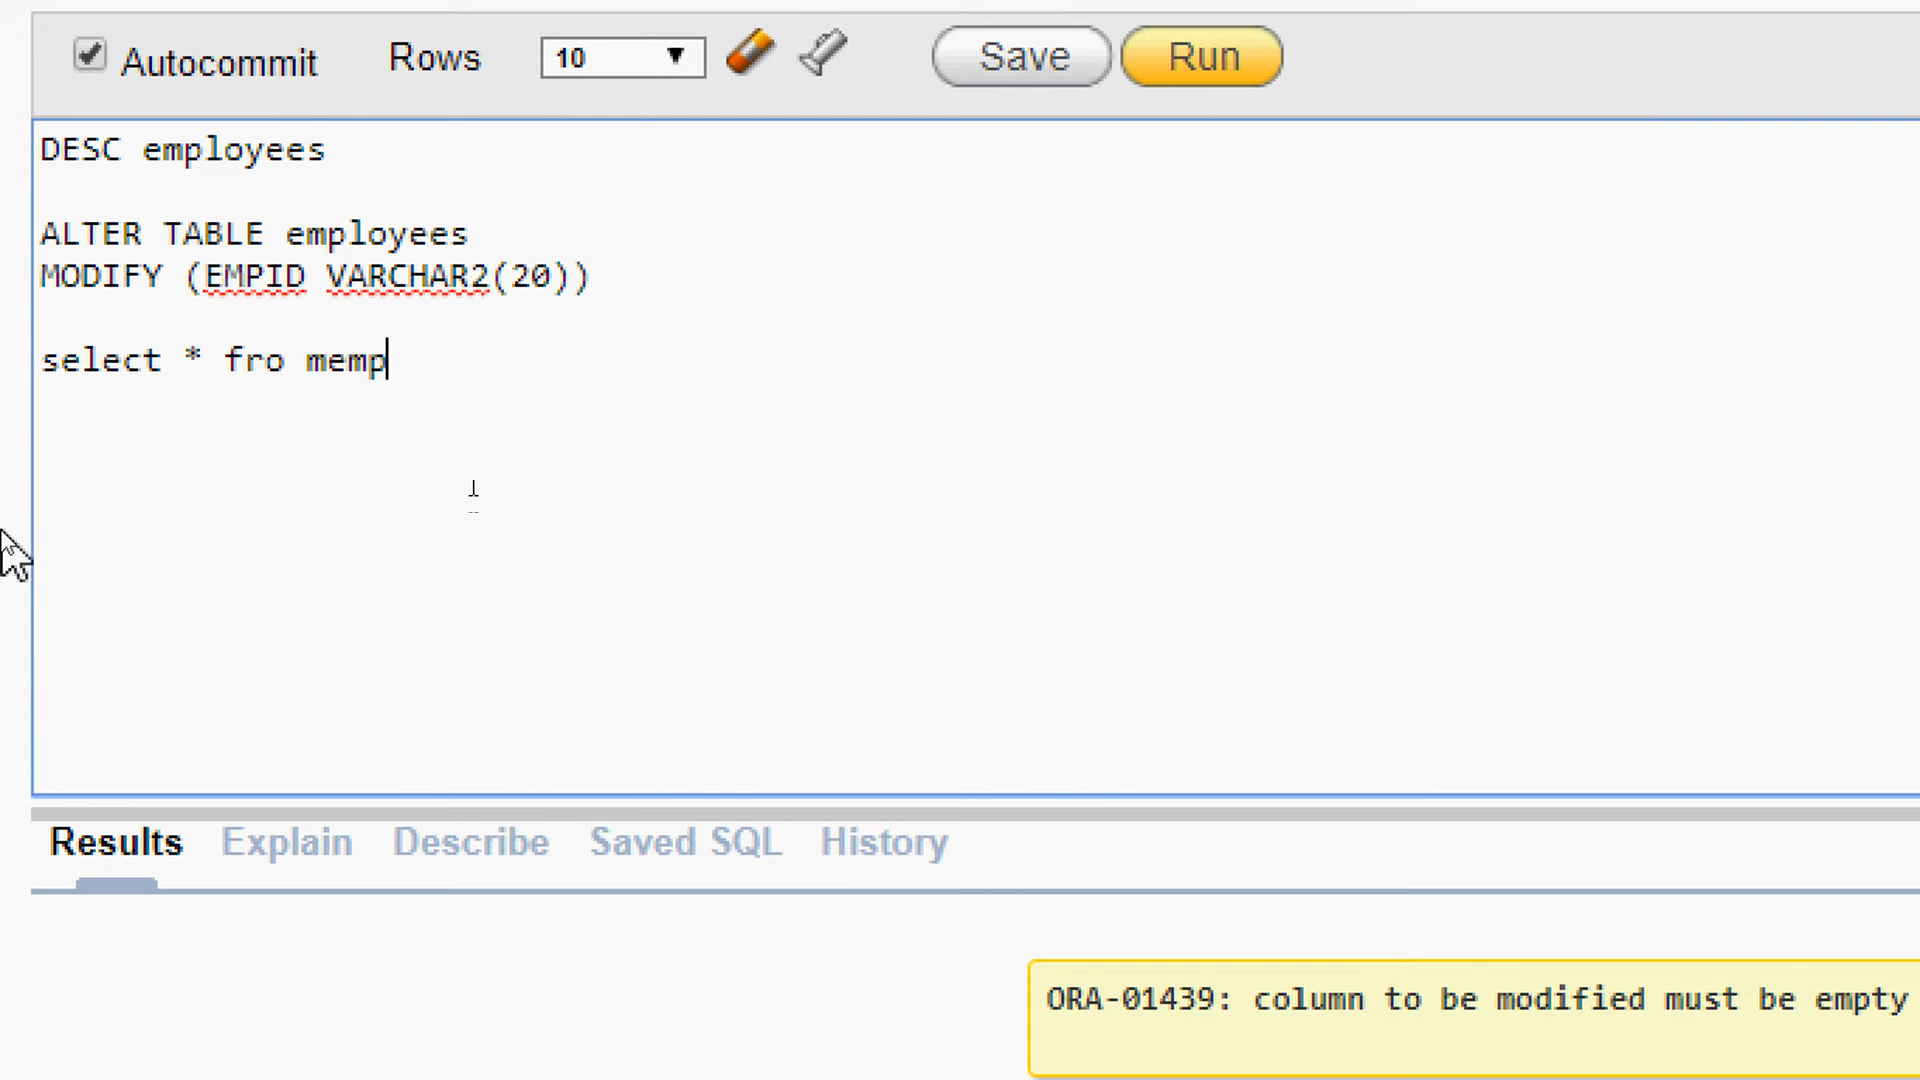 Autocommit Rows 10 Save Run
DESC employees
ALTER TABLE employees
MODIFY (EMPID VARCHAR2(20))
select * fro memp
Results Explain Describe Saved SQL History
ORA-01439: column to be modified must be empty